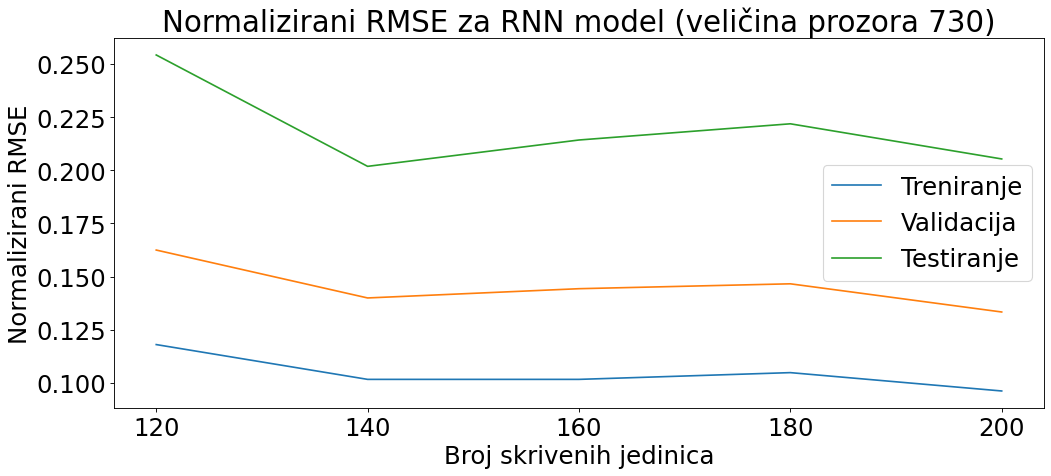 Normalizirani RMSE za RNN model (veličina prozora 730)
Normalizirani RMSE
0.250
0.225
0.200
0.175
0.150
0.125
0.100
Treniranje
Validacija
Testiranje
120 140 160 180 200
Broj skrivenih jedinica